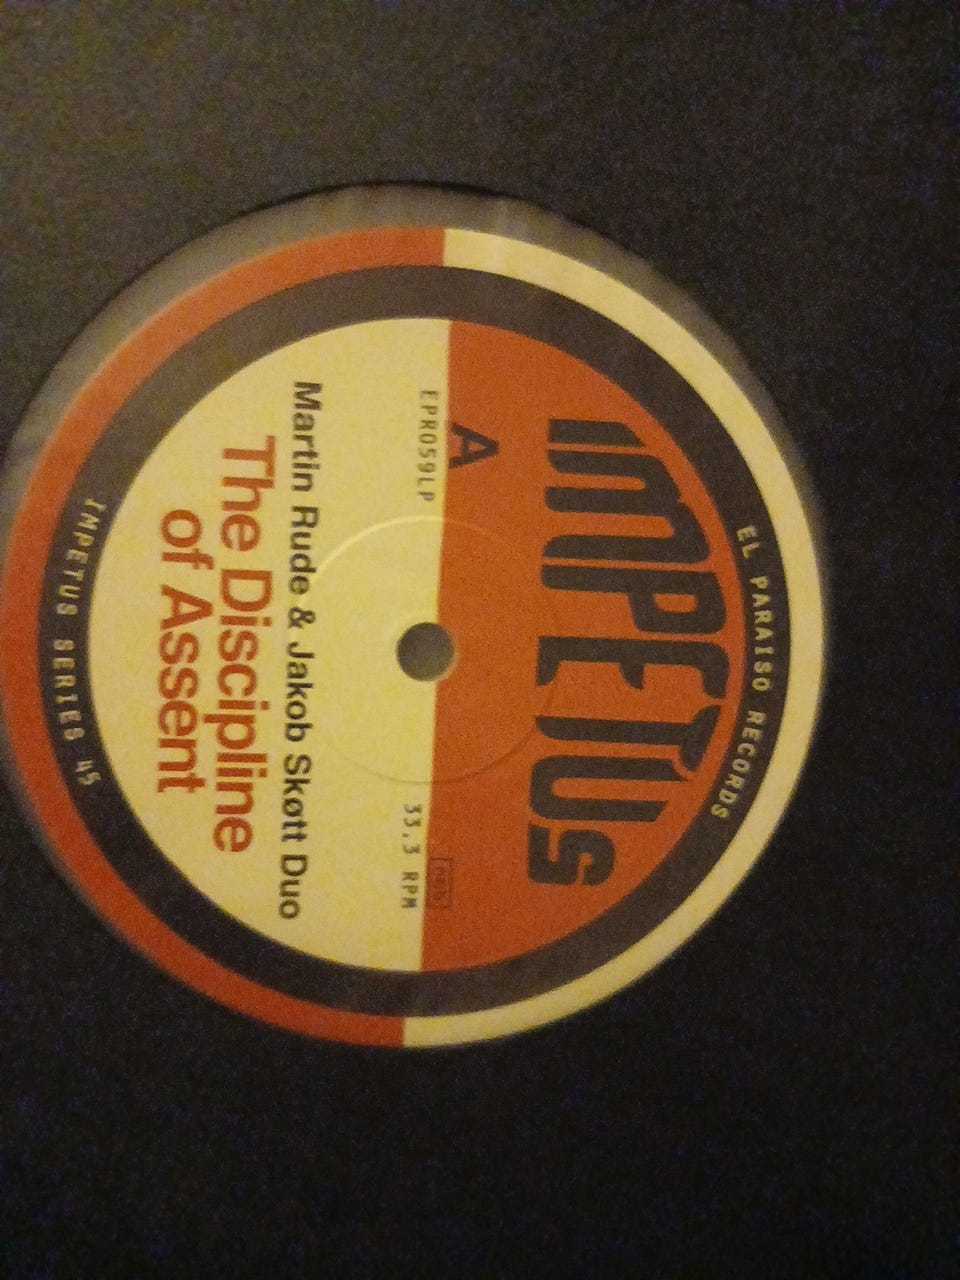 EL PARAISO RECORDS
IMPETUS
A
EPR059LP
33,3 RPM
Martin Rude & Jakob Skøtt Duo
The Discipline
of Assent
IMPETUS SERIES 45